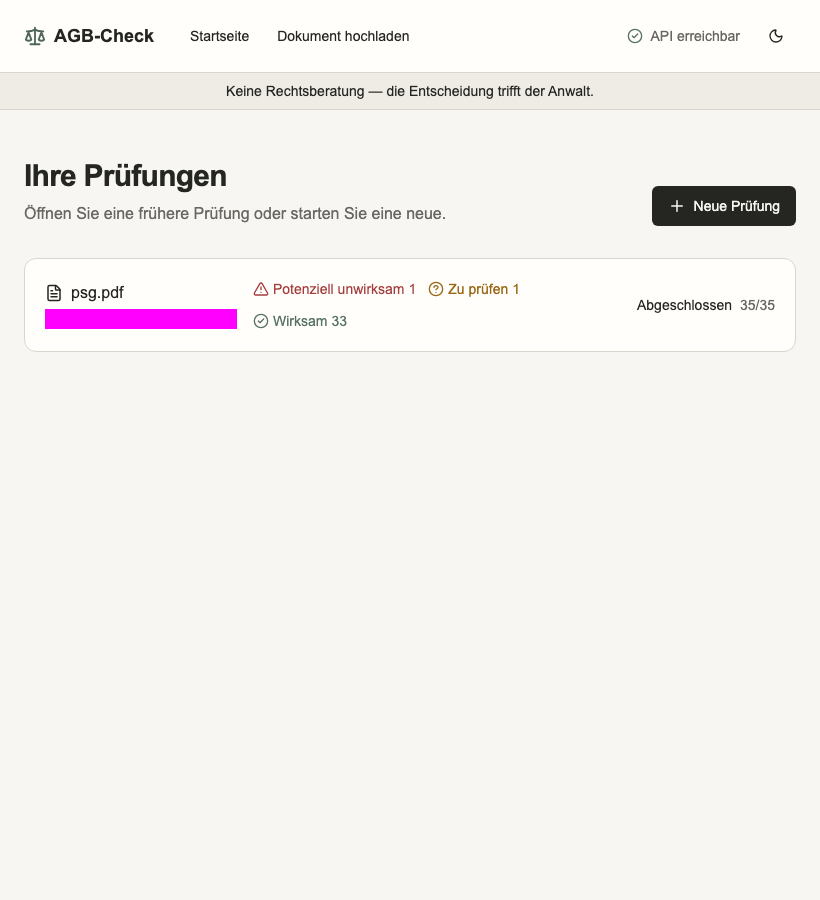 AGB-Check
Startseite
Dokument hochladen
API erreichbar
Keine Rechtsberatung — die Entscheidung trifft der Anwalt.
Ihre Prüfungen
Öffnen Sie eine frühere Prüfung oder starten Sie eine neue.
Neue Prüfung
psg.pdf
Potenziell unwirksam 1
Zu prüfen 1
Wirksam 33
Abgeschlossen 35/35